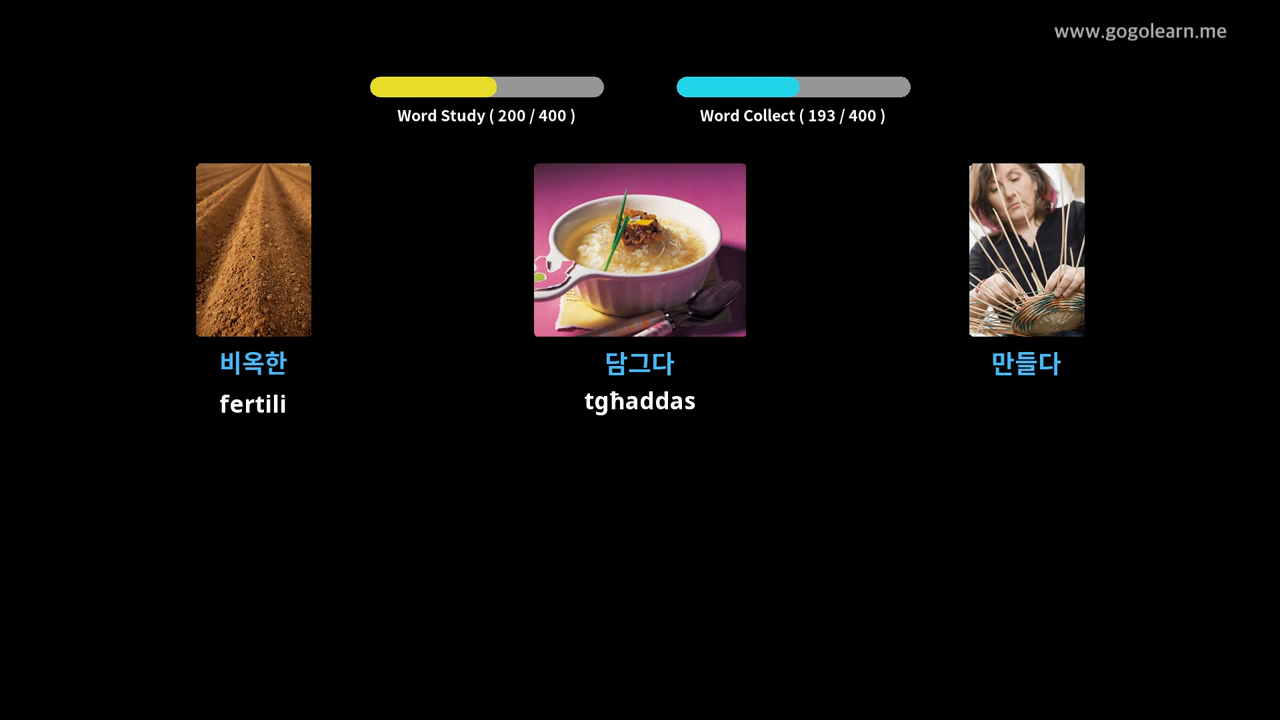 www.gogolearn.me
Word Study ( 200 / 400 )
Word Collect ( 193 / 400 )
비옥한
담그다
만들다
fertili
tgħaddas